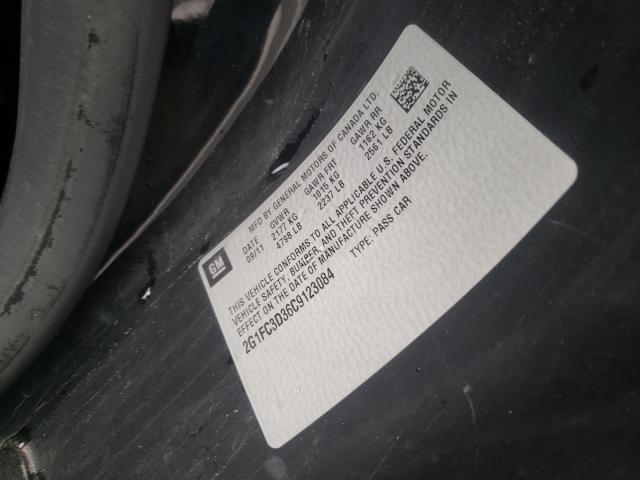 GM
MFD BY GENERAL MOTORS OF CANADA LTD.
DATE GVWR GAWR FRT GAWR RR
09/11 2177 KG 1015 KG 1162 KG
4798 LB 2237 LB 2561 LB
THIS VEHICLE CONFORMS TO ALL APPLICABLE U.S. FEDERAL MOTOR
VEHICLE SAFETY, BUMPER, AND THEFT PREVENTION STANDARDS IN
EFFECT ON THE DATE OF MANUFACTURE SHOWN ABOVE.
2G1FC3D36C9123084 TYPE: PASS CAR